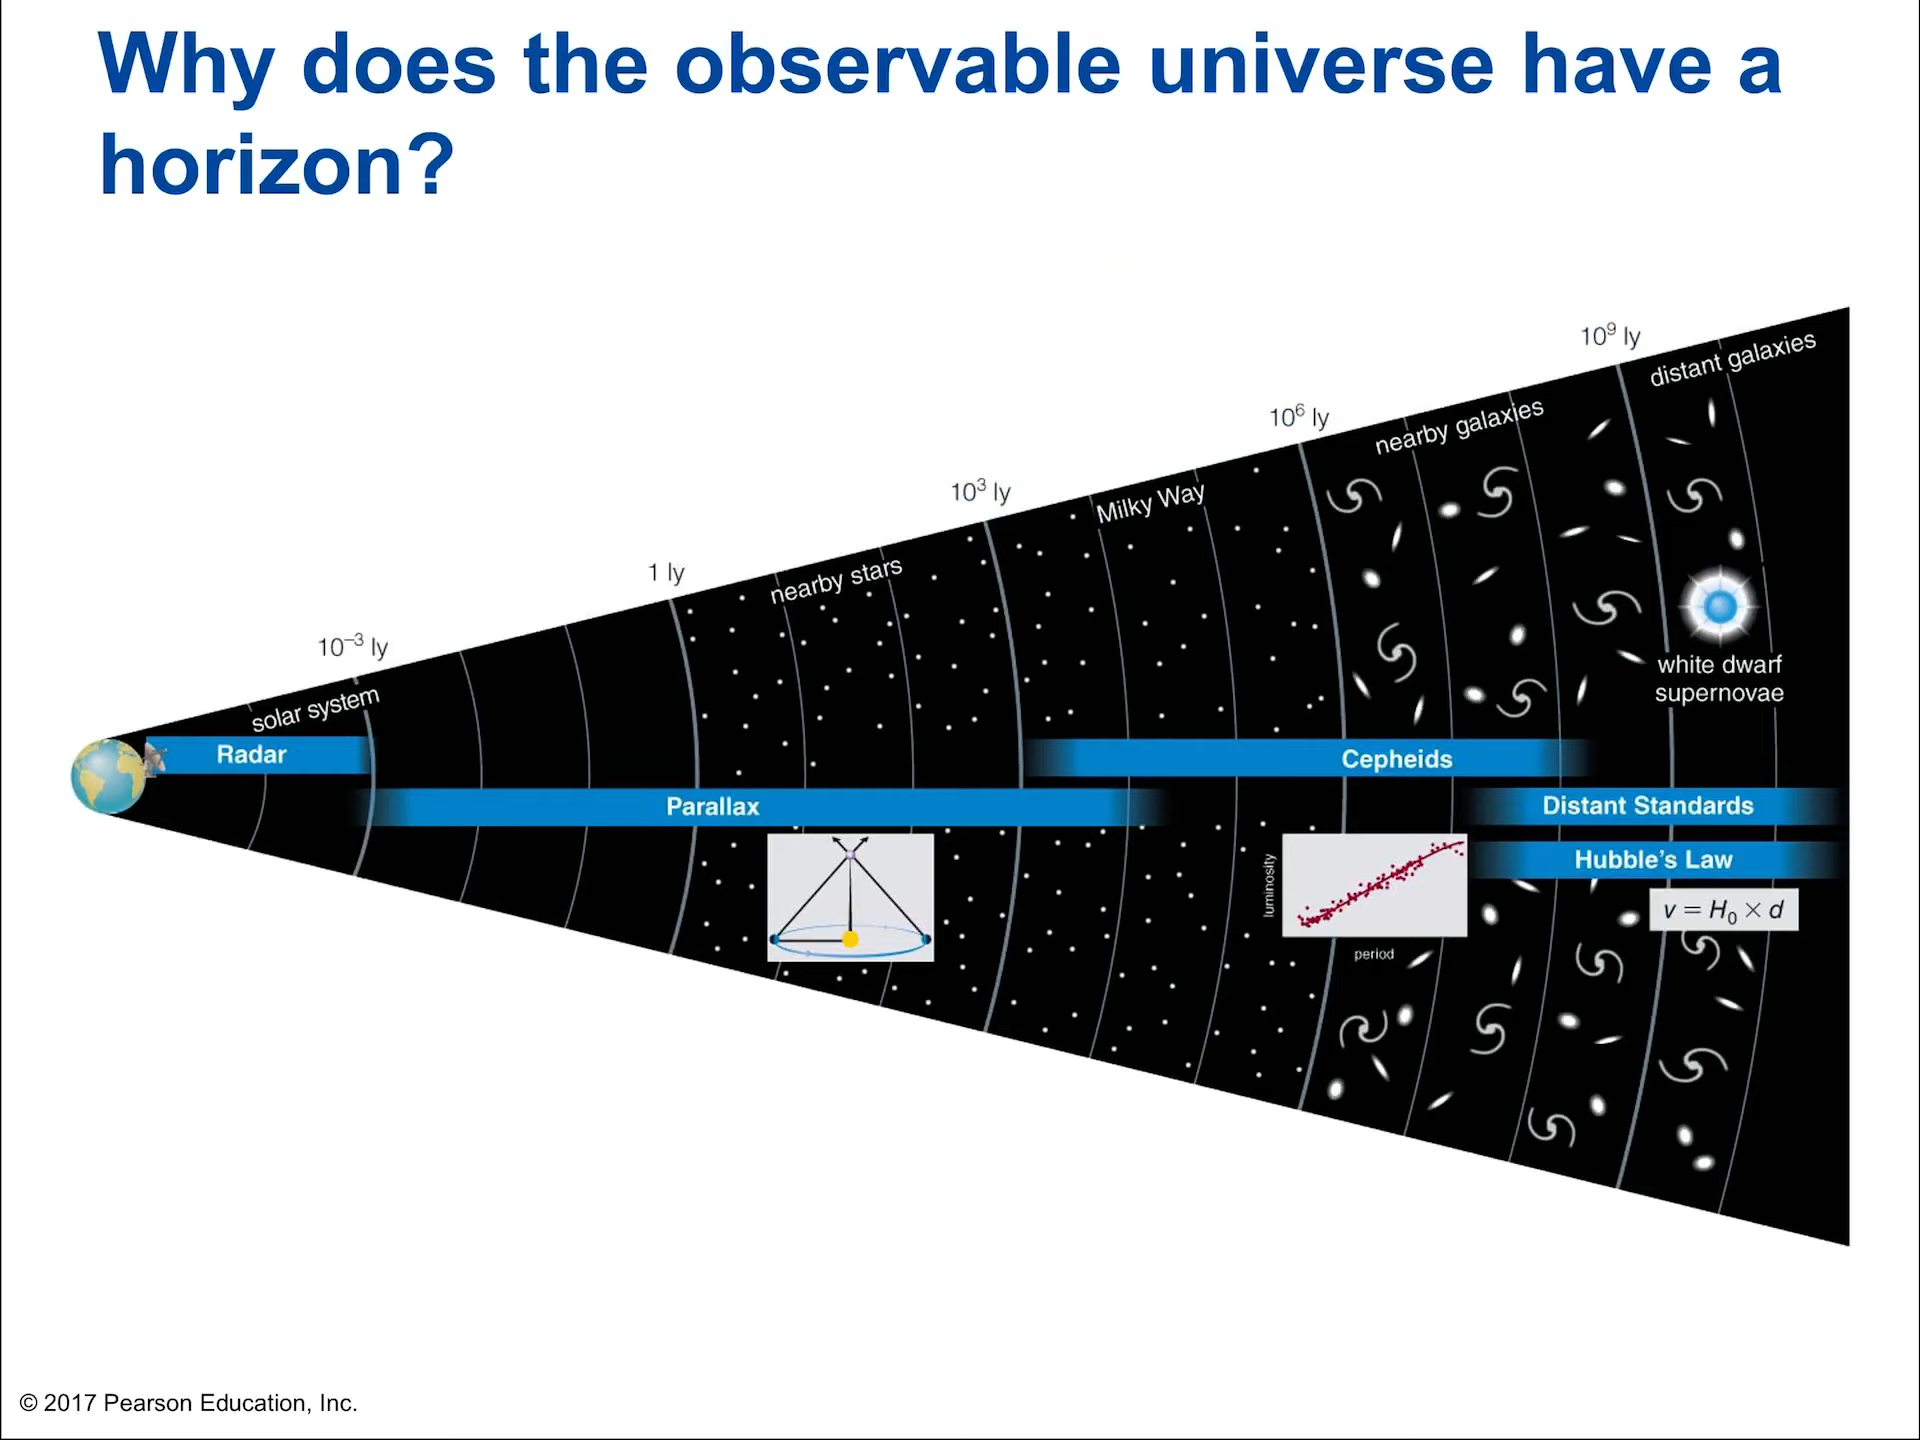 Why does the observable universe have a
horizon?
10⁹ ly
distant galaxies
10⁶ ly
nearby galaxies
10³ ly
Milky Way
1 ly
nearby stars
10⁻³ ly
solar system
white dwarf
supernovae
Radar
Cepheids
Parallax
Distant Standards
Hubble's Law
luminosity
period
v = H₀ × d
© 2017 Pearson Education, Inc.